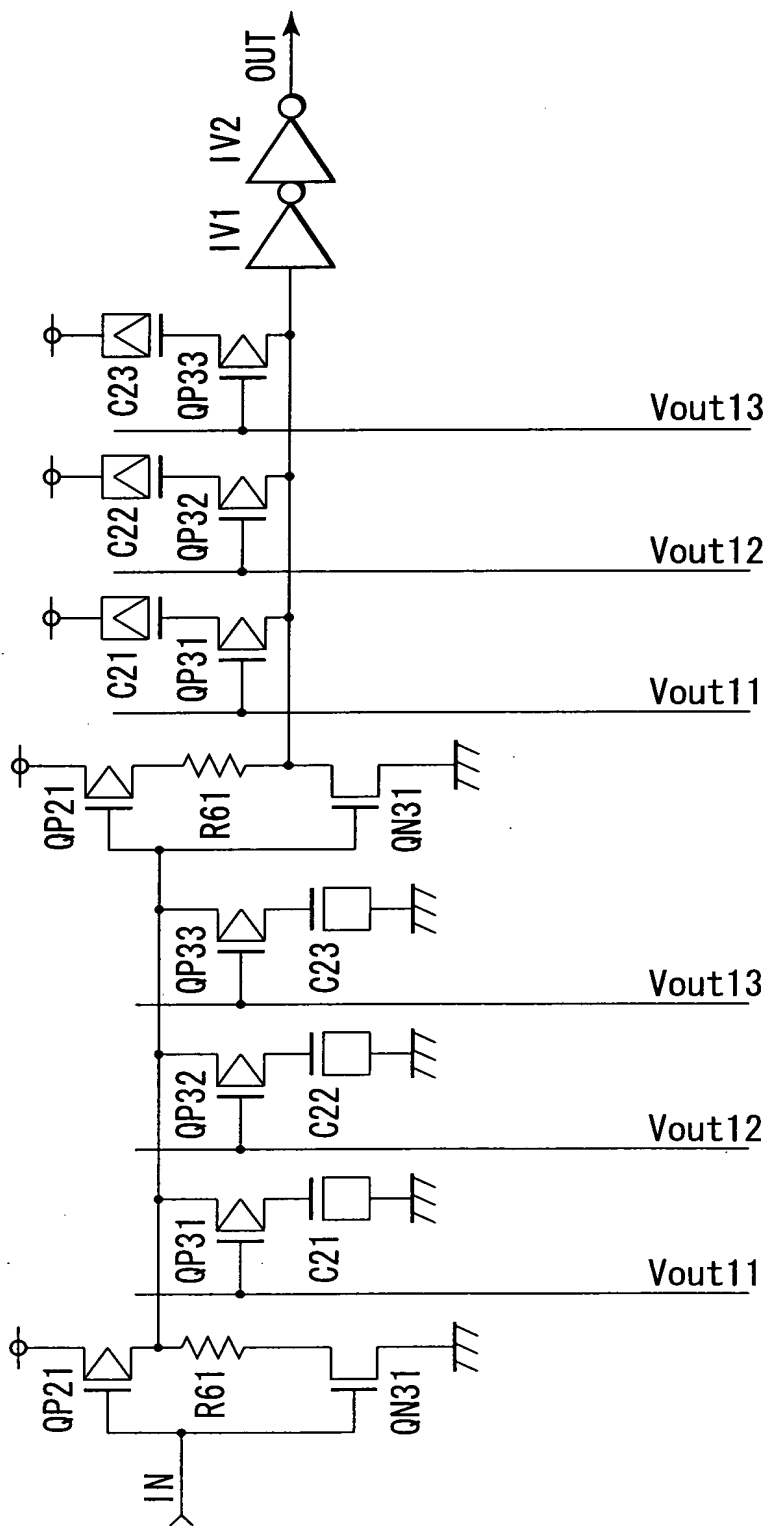 OUT
IV2
IV1
C23
QP33
Vout13
C22
QP32
Vout12
C21
QP31
Vout11
QP21
R61
QN31
QP33
C23
Vout13
QP32
C22
Vout12
QP31
C21
Vout11
QP21
R61
QN31
IN